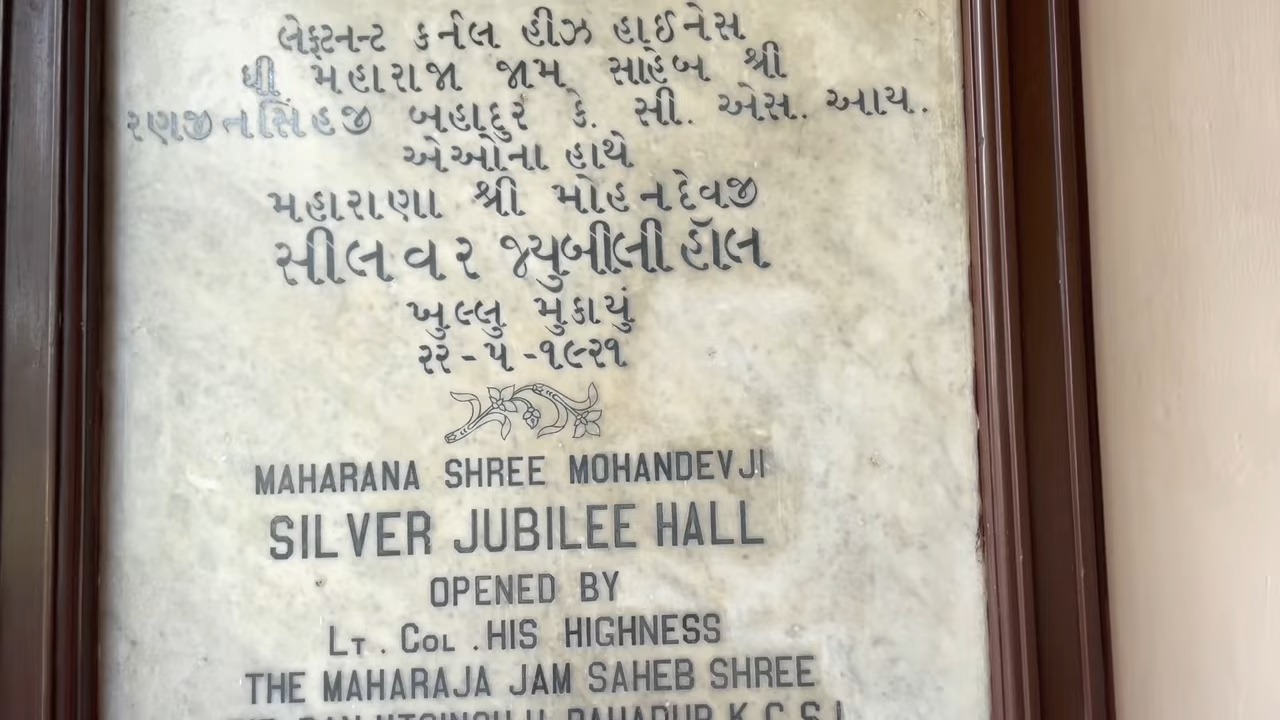 લેફ્ટનન્ટ કર્નલ હીઝ હાઈનેસ
ધી મહારાજા જામ સાહેબ શ્રી
રણજીતસિંહજી બહાદુર કે. સી. એસ. આય.
એઓના હાથે
મહારાણા શ્રી મોહનદેવજી
સીલવર જ્યુબીલી હૉલ
ખુલ્લુ મુકાયું
૨૨-૫-૧૯૨૧
MAHARANA SHREE MOHANDEVJI
SILVER JUBILEE HALL
OPENED BY
LT. COL. HIS HIGHNESS
THE MAHARAJA JAM SAHEB SHREE
BAHADUR K.C.S.I.